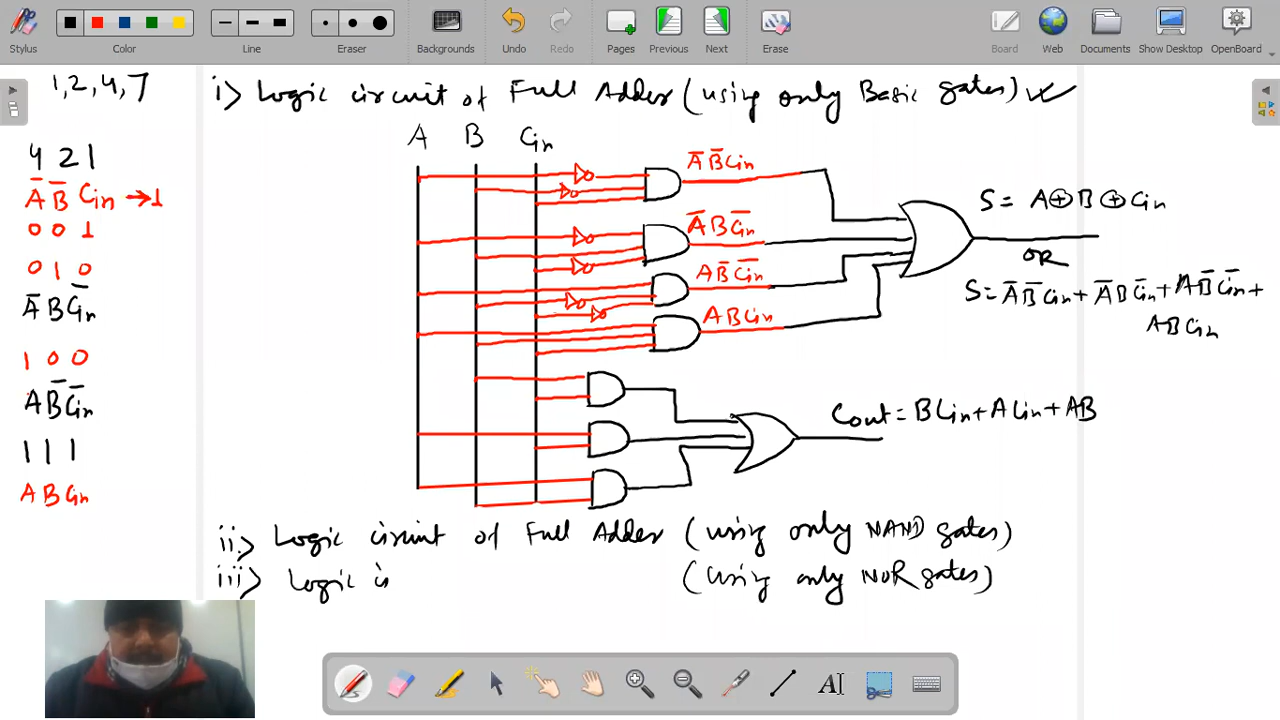 Stylus Color Line Eraser Backgrounds Undo Redo Pages Previous Next Erase Board Web Documents Show Desktop OpenBoard
1,2,4,7
4 2 1
A̅ B̅ Cin → 1
0 0 1
0 1 0
A̅ B C̅in
1 0 0
A B̅ C̅in
1 1 1
A B Cin
i) Logic circuit of Full Adder (using only Basic gates) ✓
A B Cin
A̅ B̅ Cin
A̅ B C̅in
A B̅ C̅in
A B Cin
S = A ⊕ B ⊕ Cin
OR
S = A̅ B̅ Cin + A̅ B C̅in + A B̅ C̅in +
A B Cin
Cout = B Cin + A Cin + AB
ii) Logic circuit of Full Adder (using only NAND gates)
iii) Logic is (using only NOR gates)